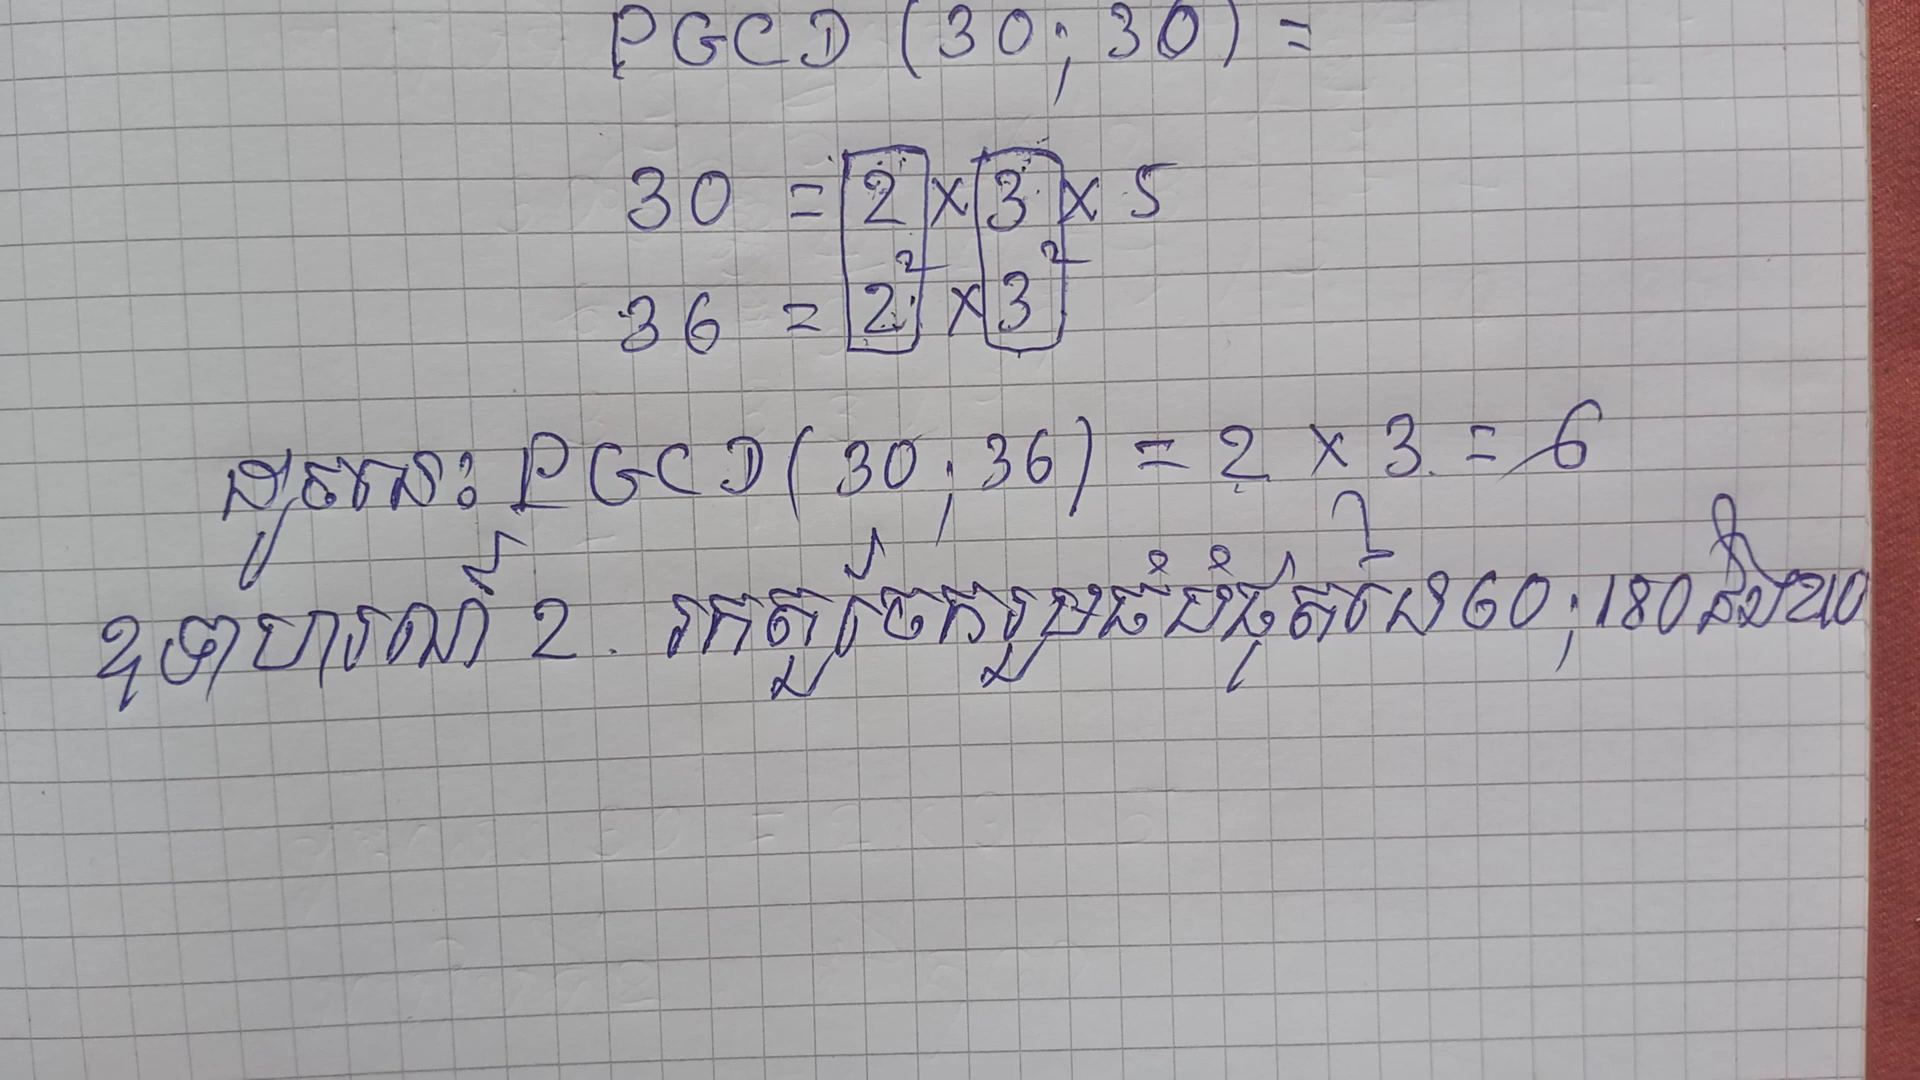 PGCD (30; 30) =
30 = 2 × 3 × 5
36 = 2² × 3²
ដូចនេះ PGCD (30; 36) = 2 × 3 = 6
ឧទាហរណ៍ 2. រកតួចែករួមធំបំផុតនៃ 60; 180 និង